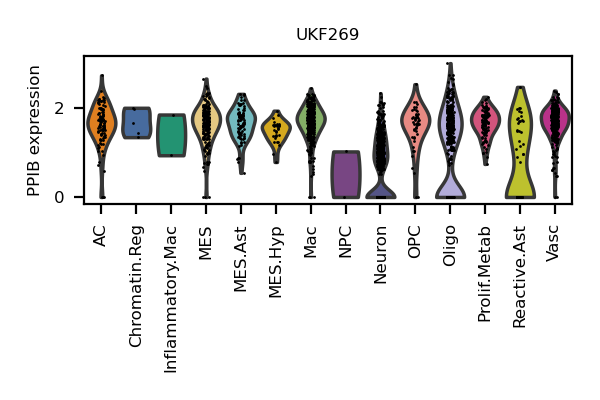 UKF269
PPIB expression
2
0
AC
Chromatin.Reg
Inflammatory.Mac
MES
MES.Ast
MES.Hyp
Mac
NPC
Neuron
OPC
Oligo
Prolif.Metab
Reactive.Ast
Vasc